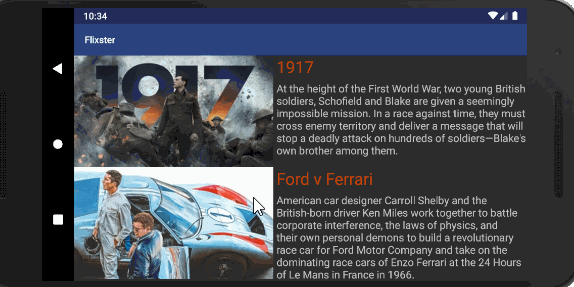 10:34
Flixster
1917
1917
At the height of the First World War, two young British
soldiers, Schofield and Blake are given a seemingly
impossible mission. In a race against time, they must
cross enemy territory and deliver a message that will
stop a deadly attack on hundreds of soldiers—Blake's
own brother among them.
Ford v Ferrari
American car designer Carroll Shelby and the
British-born driver Ken Miles work together to battle
corporate interference, the laws of physics, and
their own personal demons to build a revolutionary
race car for Ford Motor Company and take on the
dominating race cars of Enzo Ferrari at the 24 Hours
of Le Mans in France in 1966.